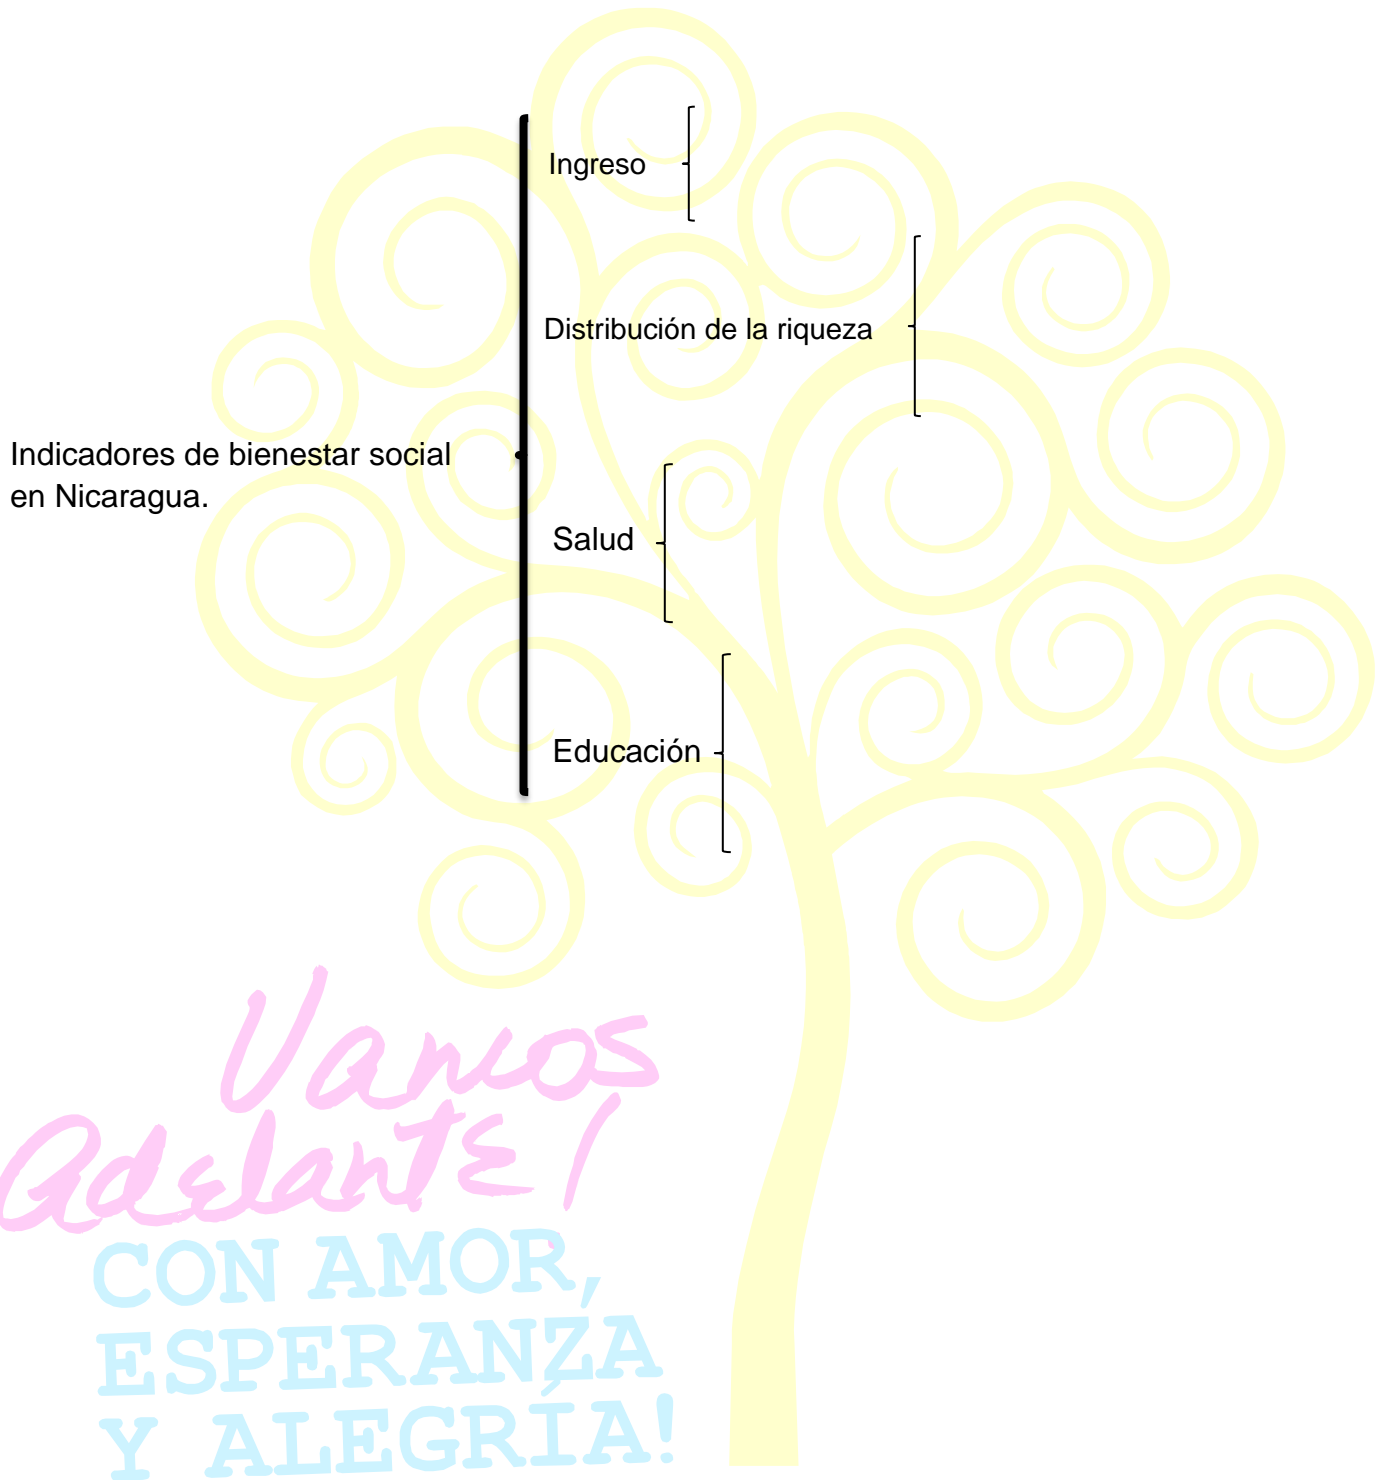 Ingreso
Distribución de la riqueza
Indicadores de bienestar social
en Nicaragua.
Salud
Educación
Vamos
adelante!
CON AMOR,
ESPERANZA
Y ALEGRÍA!